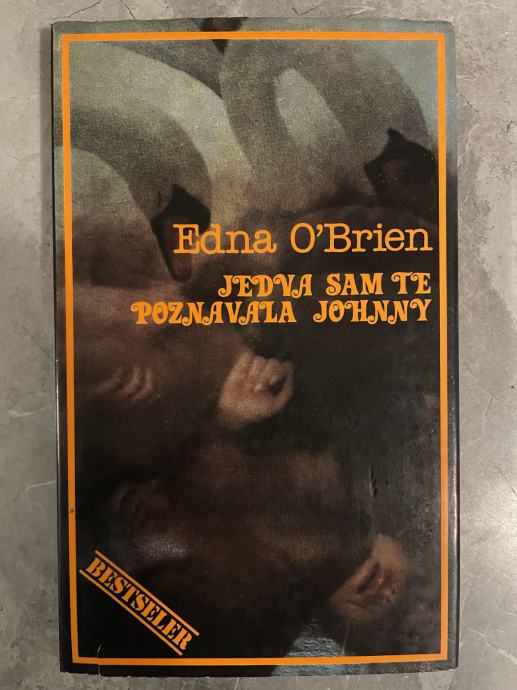 Edna O'Brien
JEDVA SAM TE
POZNAVALA JOHNNY
BESTSELER